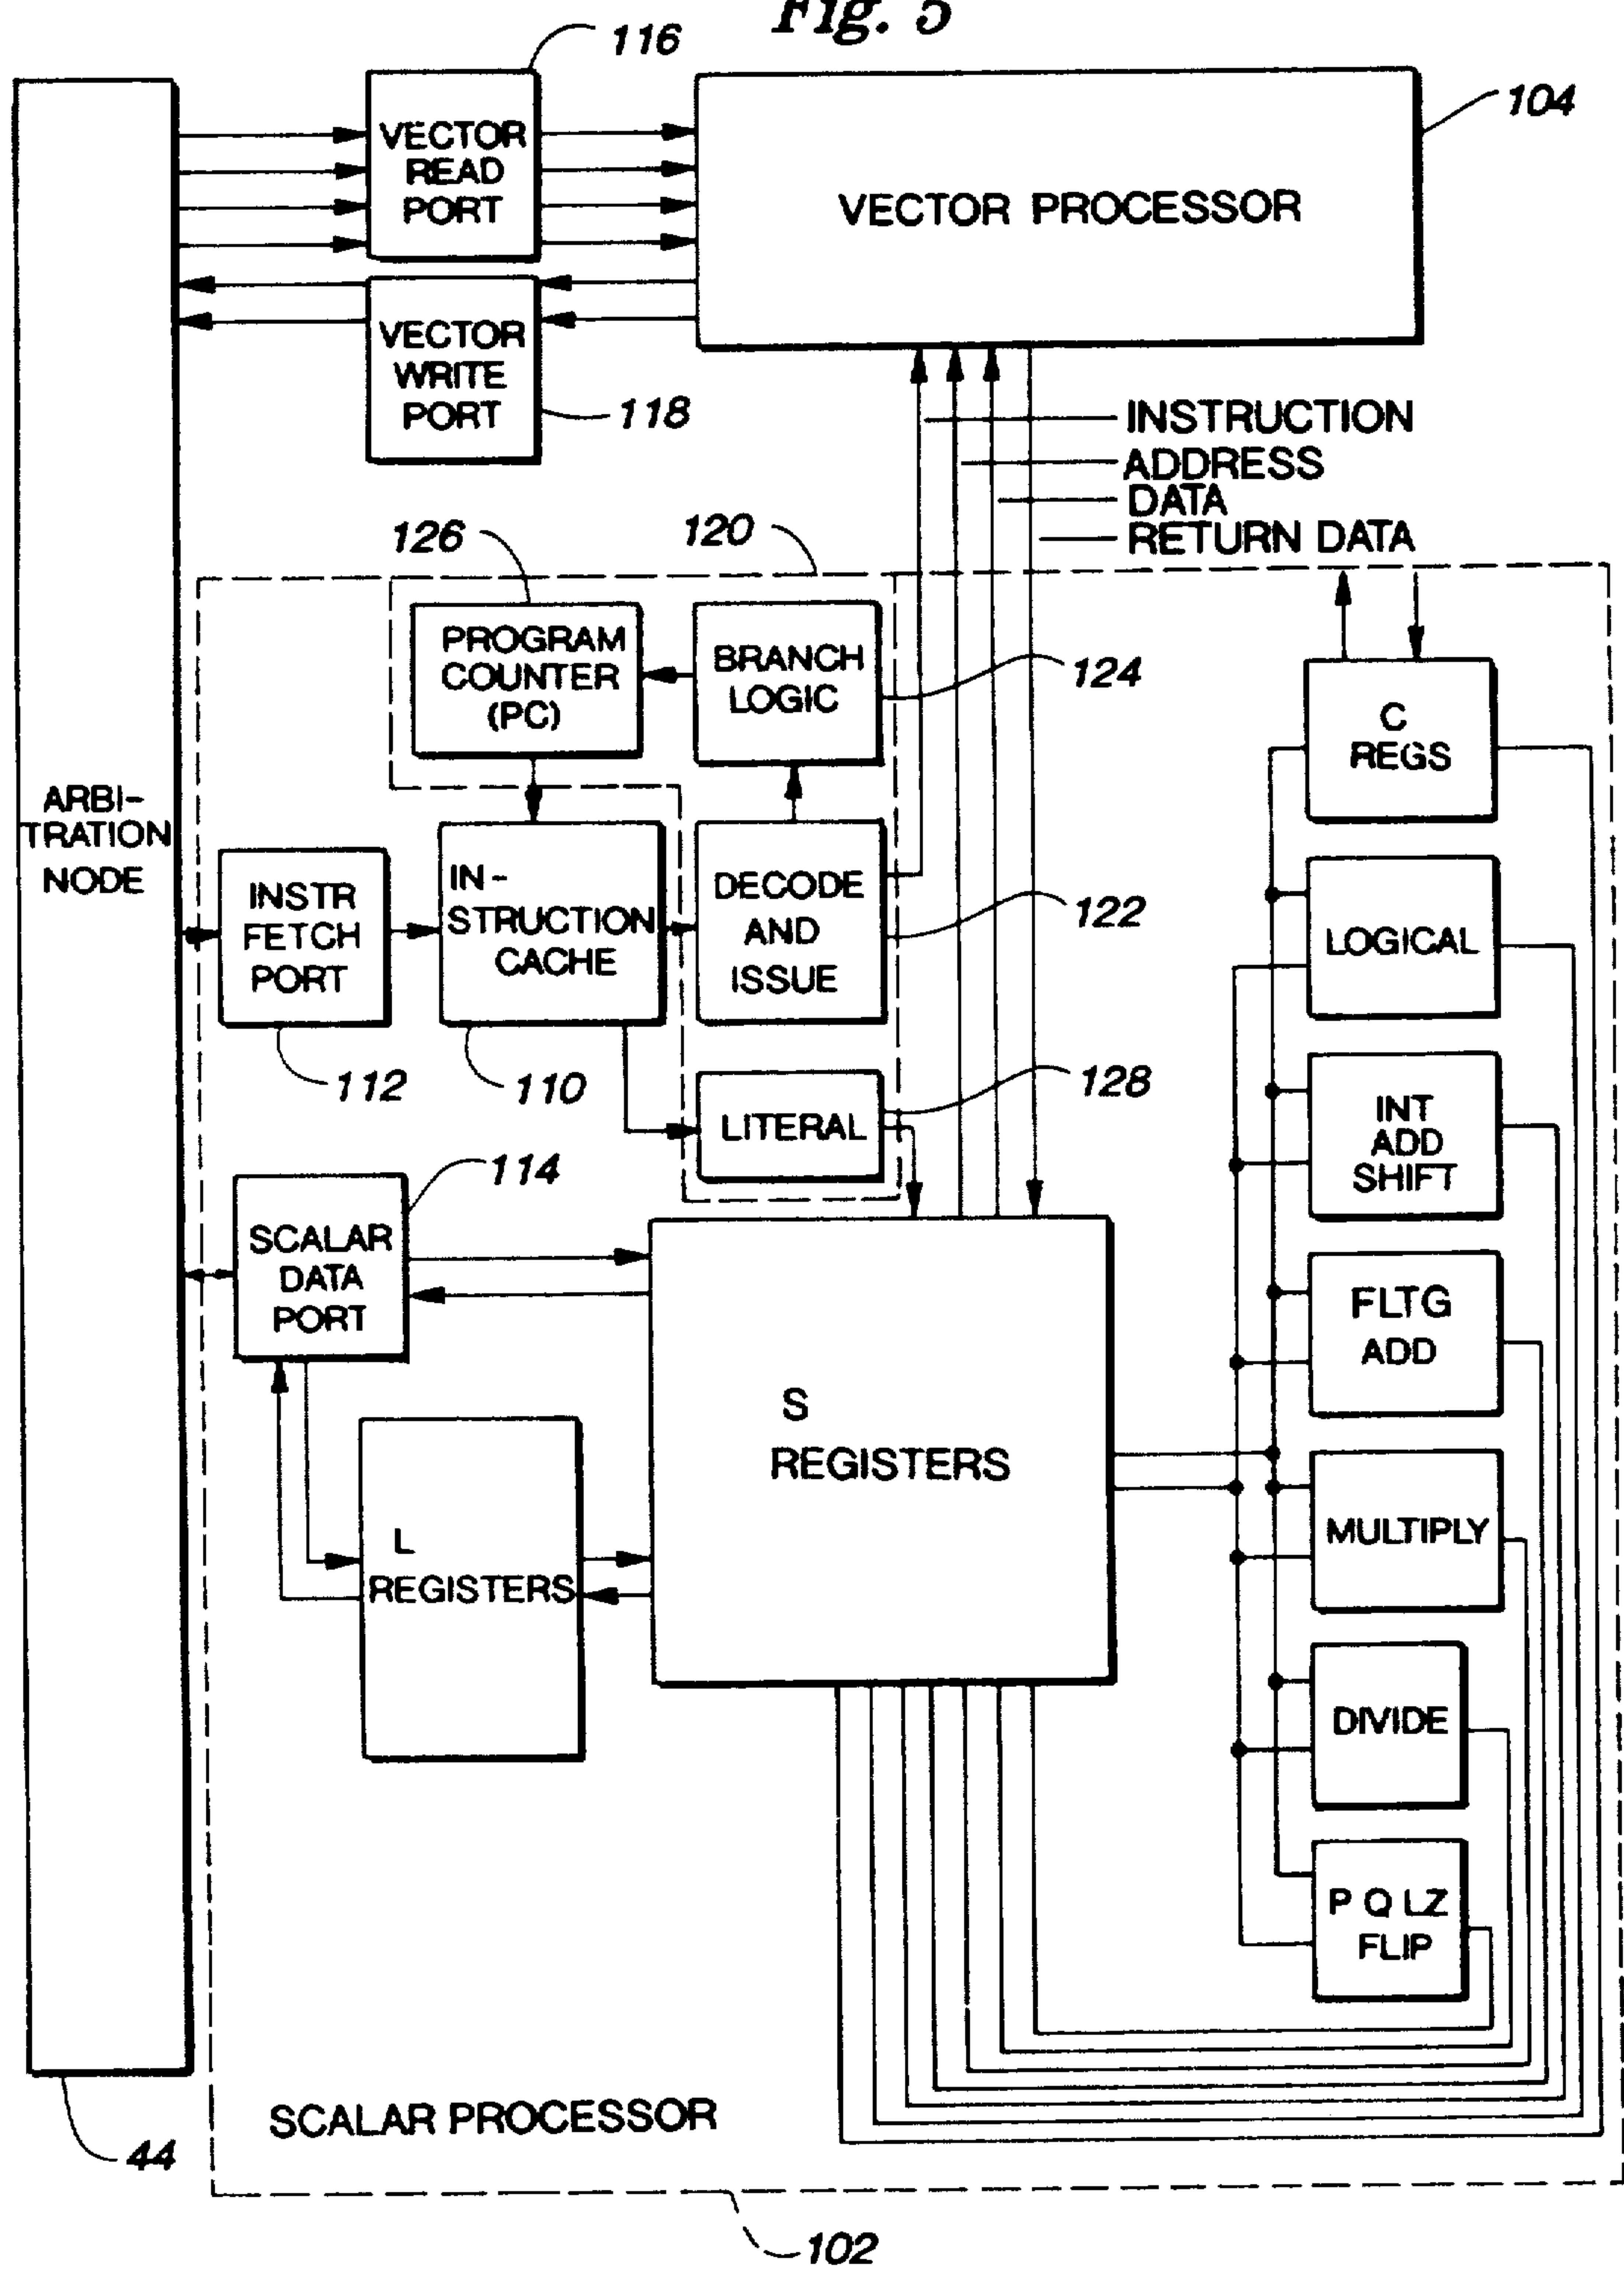 Fig. 5
116
104
VECTOR
READ
PORT
VECTOR PROCESSOR
VECTOR
WRITE
PORT
118
INSTRUCTION
ADDRESS
DATA
RETURN DATA
126
120
PROGRAM
COUNTER
(PC)
BRANCH
LOGIC
124
C
REGS
ARBI-
TRATION
NODE
INSTR
FETCH
PORT
IN-
STRUCTION
CACHE
DECODE
AND
ISSUE
122
LOGICAL
112
110
LITERAL
128
INT
ADD
SHIFT
114
SCALAR
DATA
PORT
FLTG
ADD
S
REGISTERS
L
REGISTERS
MULTIPLY
DIVIDE
P Q LZ
FLIP
SCALAR PROCESSOR
44
102